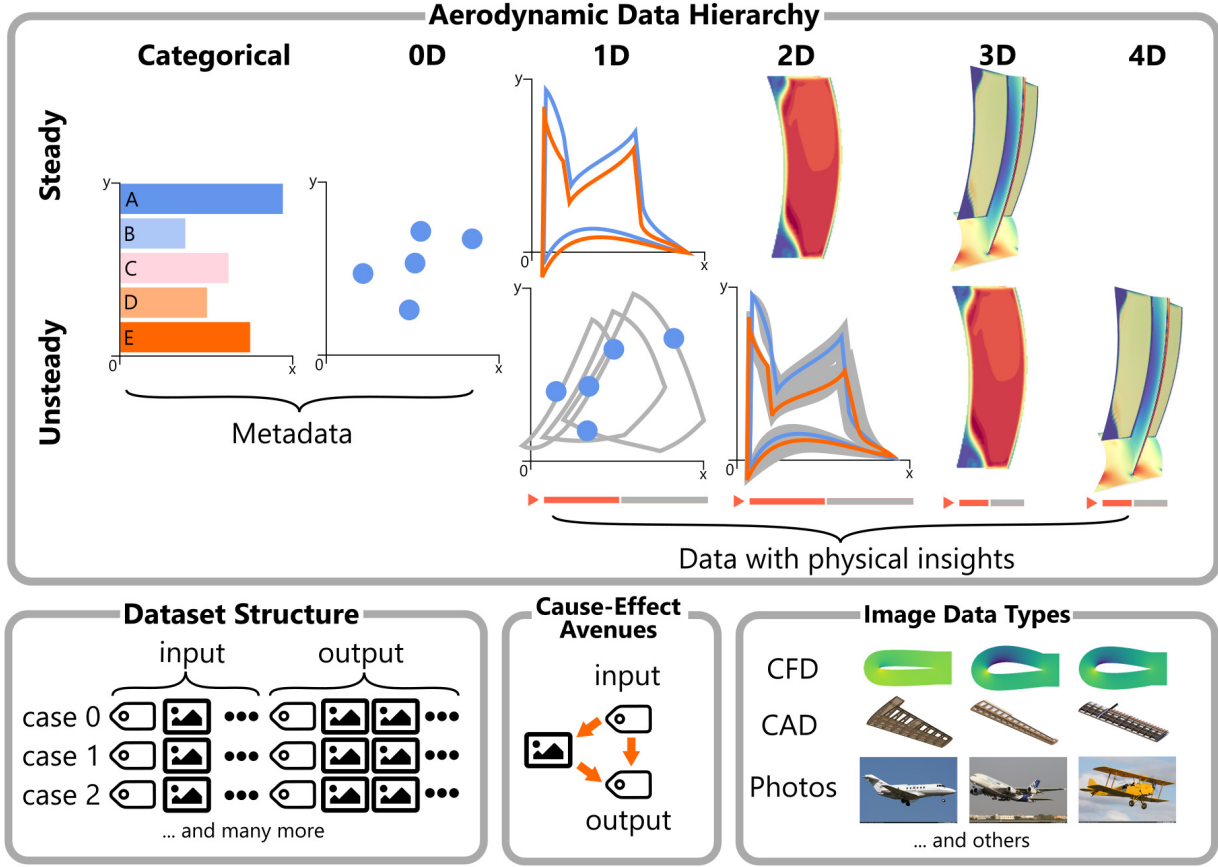 Aerodynamic Data Hierarchy
Categorical 0D 1D 2D 3D 4D
Steady
y
A
B
C
D
E
0 x
y
0 x
y
0 x
Unsteady
y
0 x
y
0 x
Metadata
Data with physical insights
Dataset Structure
input output
case 0
case 1
case 2
... and many more
Cause-Effect
Avenues
input
output
Image Data Types
CFD
CAD
Photos
... and others